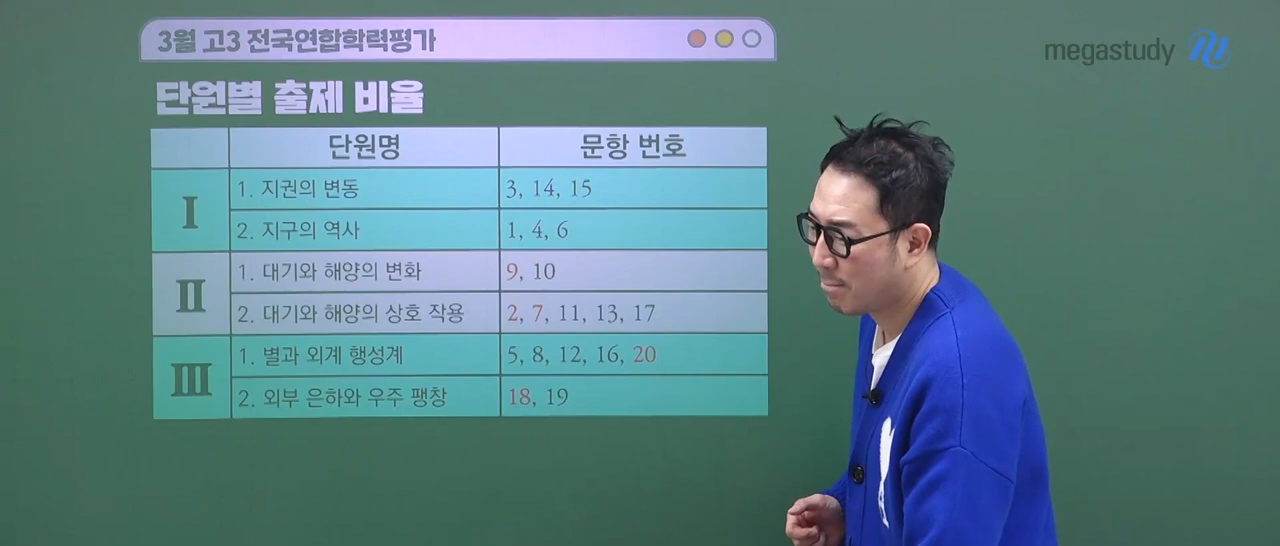 3월 고3 전국연합학력평가
megastudy
단원별 출제 비율
단원명 문항 번호
I
1. 지권의 변동 3, 14, 15
2. 지구의 역사 1, 4, 6
II
1. 대기와 해양의 변화 9, 10
2. 대기와 해양의 상호 작용 2, 7, 11, 13, 17
III
1. 별과 외계 행성계 5, 8, 12, 16, 20
2. 외부 은하와 우주 팽창 18, 19